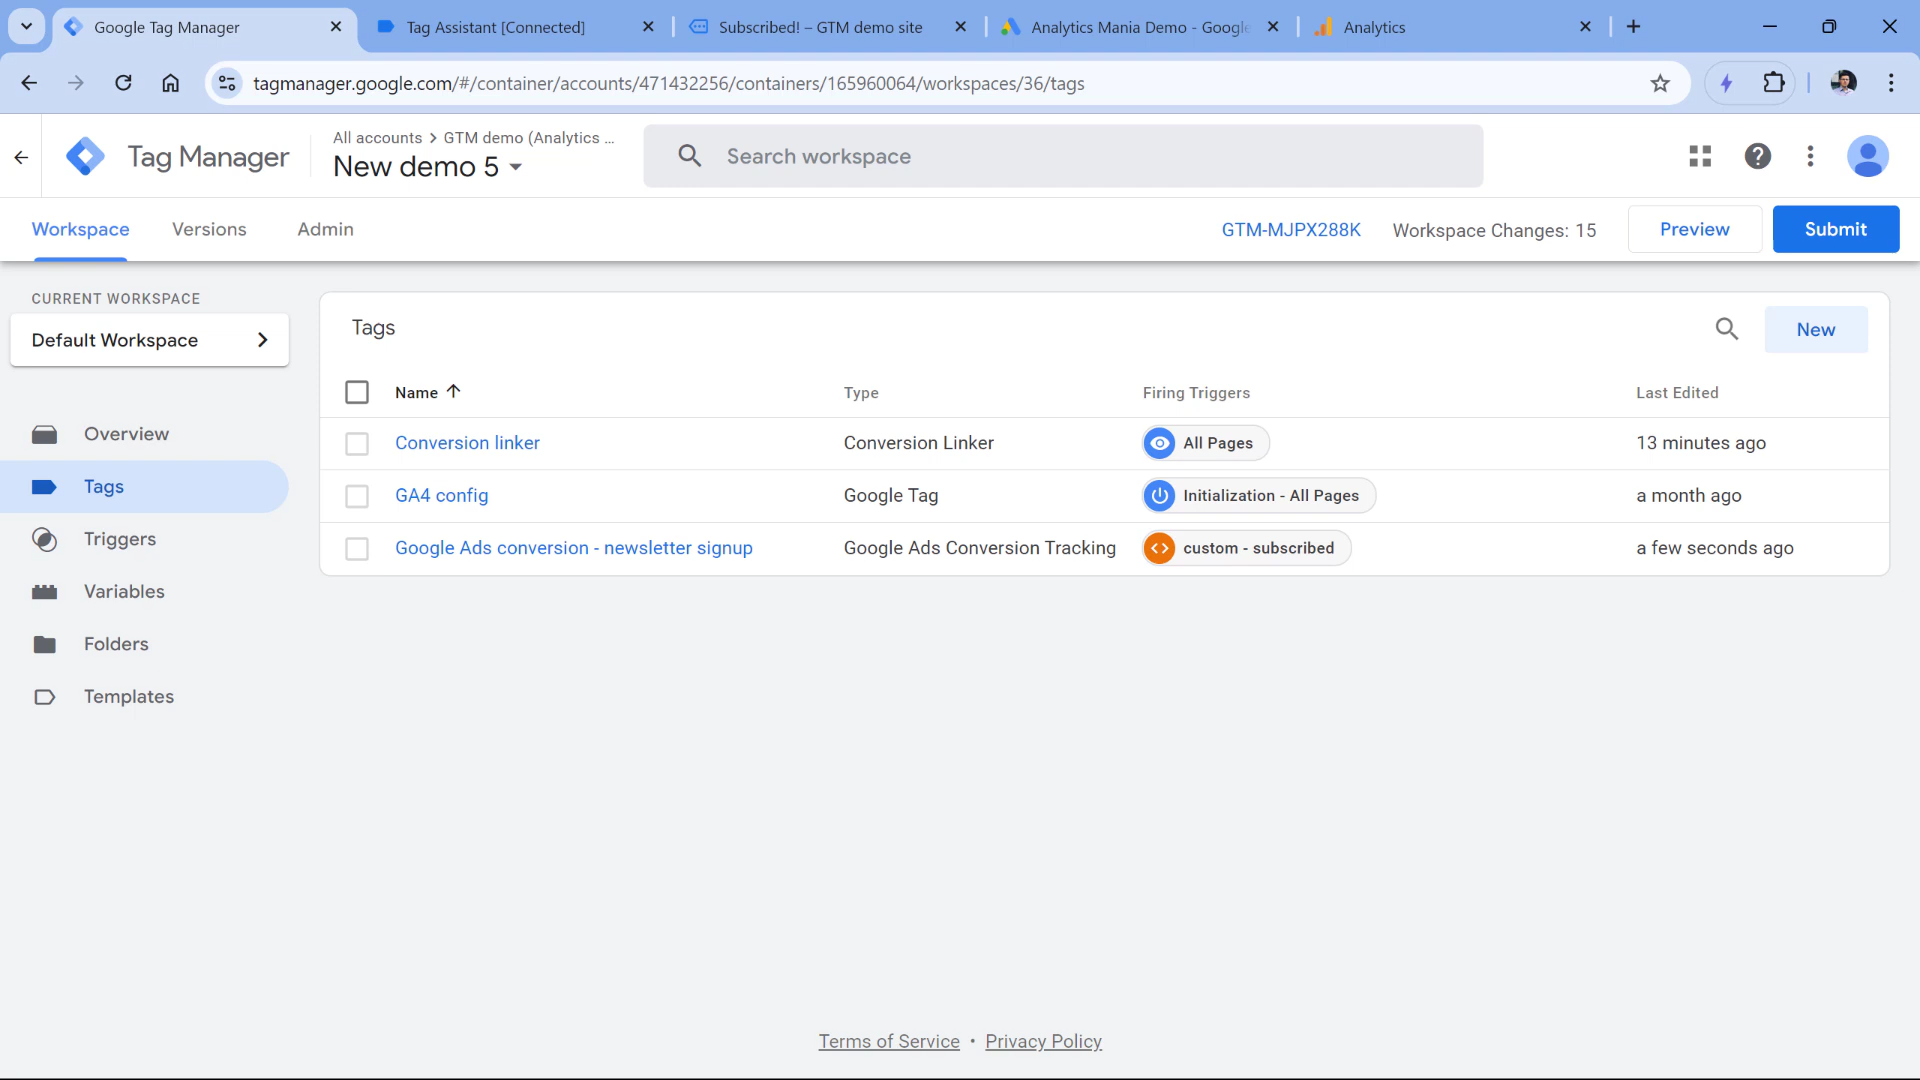 Google Tag Manager
Tag Assistant [Connected]
Subscribed! – GTM demo site
Analytics Mania Demo - Google
Analytics
tagmanager.google.com/#/container/accounts/471432256/containers/165960064/workspaces/36/tags
Tag Manager
All accounts > GTM demo (Analytics ...
New demo 5
Search workspace
Workspace
Versions
Admin
GTM-MJPX288K
Workspace Changes: 15
Preview
Submit
CURRENT WORKSPACE
Default Workspace
Overview
Tags
Triggers
Variables
Folders
Templates
Tags
New
Name
Type
Firing Triggers
Last Edited
Conversion linker
Conversion Linker
All Pages
13 minutes ago
GA4 config
Google Tag
Initialization - All Pages
a month ago
Google Ads conversion - newsletter signup
Google Ads Conversion Tracking
custom - subscribed
a few seconds ago
Terms of Service • Privacy Policy